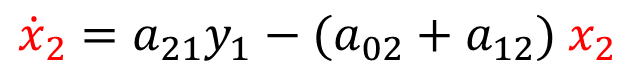 ẋ₂ = a₂₁y₁ − (a₀₂ + a₁₂) x₂